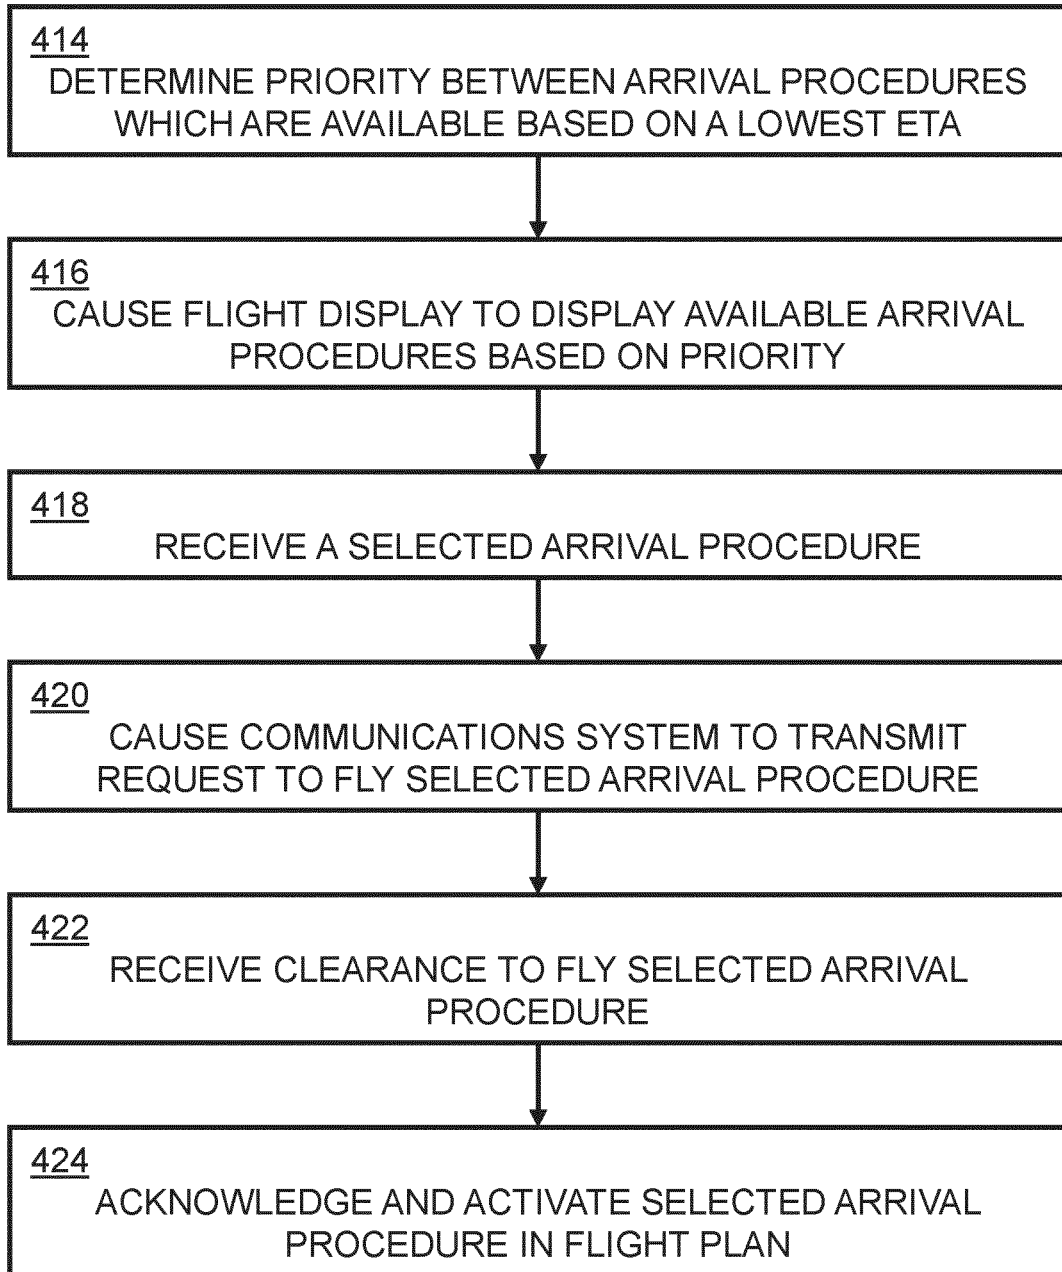 414
DETERMINE PRIORITY BETWEEN ARRIVAL PROCEDURES
WHICH ARE AVAILABLE BASED ON A LOWEST ETA
416
CAUSE FLIGHT DISPLAY TO DISPLAY AVAILABLE ARRIVAL
PROCEDURES BASED ON PRIORITY
418
RECEIVE A SELECTED ARRIVAL PROCEDURE
420
CAUSE COMMUNICATIONS SYSTEM TO TRANSMIT
REQUEST TO FLY SELECTED ARRIVAL PROCEDURE
422
RECEIVE CLEARANCE TO FLY SELECTED ARRIVAL
PROCEDURE
424
ACKNOWLEDGE AND ACTIVATE SELECTED ARRIVAL
PROCEDURE IN FLIGHT PLAN